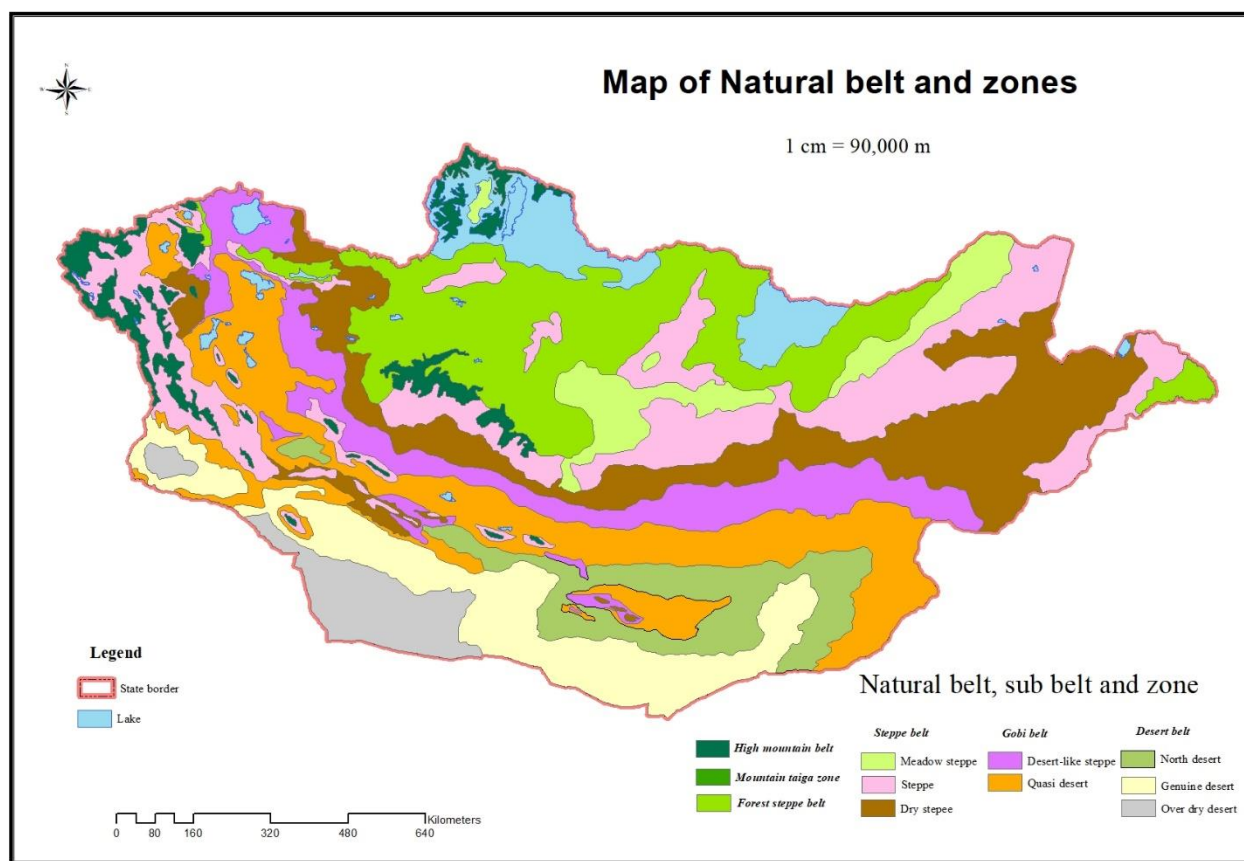 Map of Natural belt and zones
1 cm = 90,000 m
Legend
State border
Lake
Natural belt, sub belt and zone
High mountain belt
Mountain taiga zone
Forest steppe belt
Steppe belt
Meadow steppe
Steppe
Dry stepee
Gobi belt
Desert-like steppe
Quasi desert
Desert belt
North desert
Genuine desert
Over dry desert
Kilometers
0 80 160 320 480 640